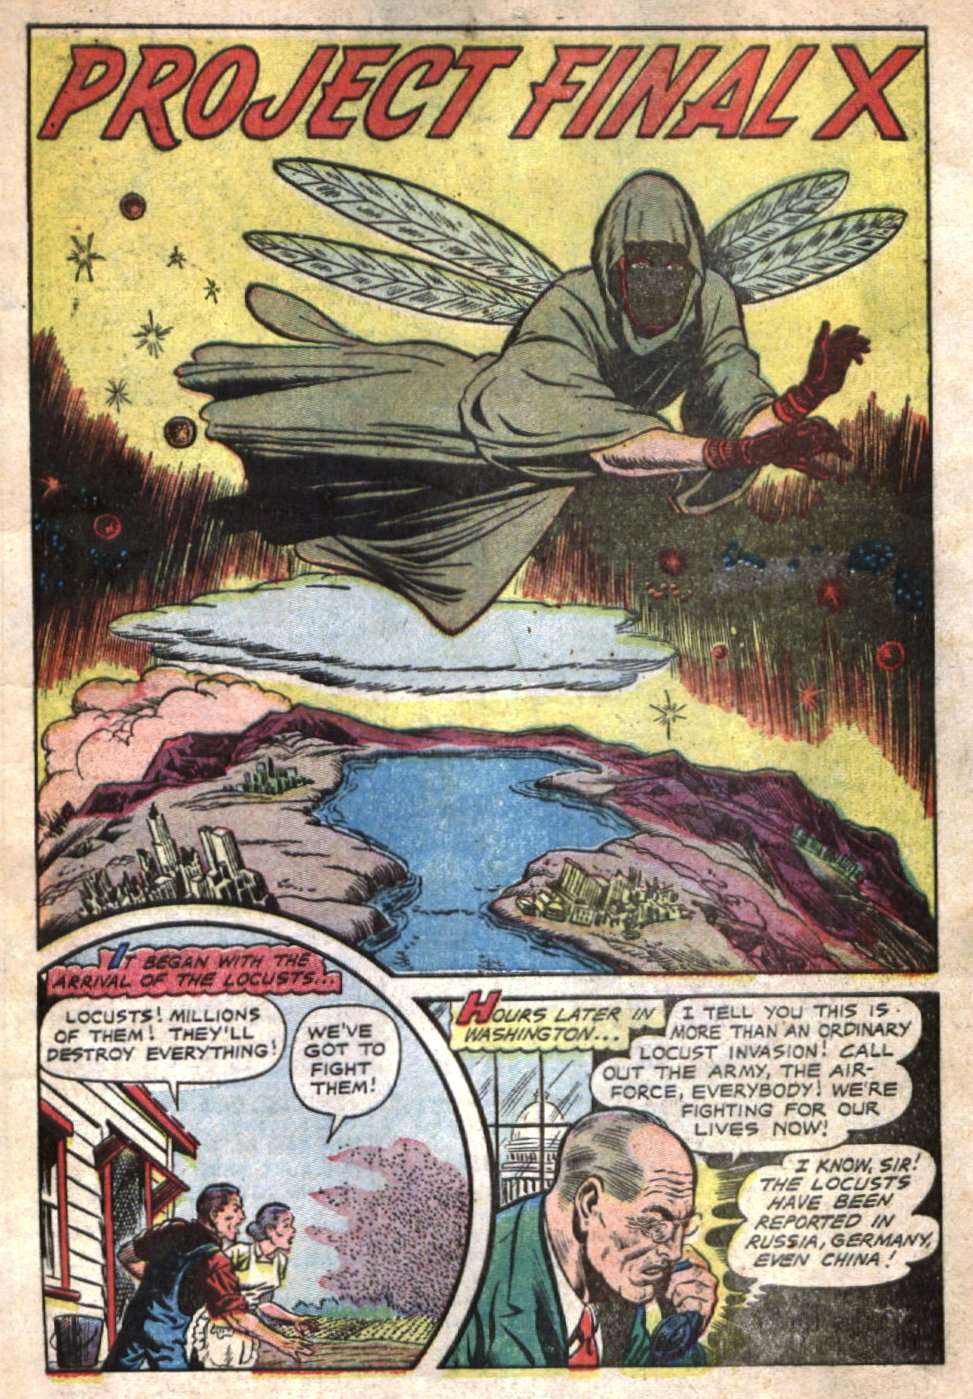 PROJECT FINAL X
IT BEGAN WITH THE
ARRIVAL OF THE LOCUSTS...
LOCUSTS! MILLIONS
OF THEM! THEY'LL
DESTROY EVERYTHING!
WE'VE
GOT TO
FIGHT
THEM!
HOURS LATER IN
WASHINGTON...
I TELL YOU THIS IS
MORE THAN AN ORDINARY
LOCUST INVASION! CALL
OUT THE ARMY, THE AIR-
FORCE, EVERYBODY! WE'RE
FIGHTING FOR OUR
LIVES NOW!
I KNOW, SIR!
THE LOCUSTS
HAVE BEEN
REPORTED IN
RUSSIA, GERMANY,
EVEN CHINA!